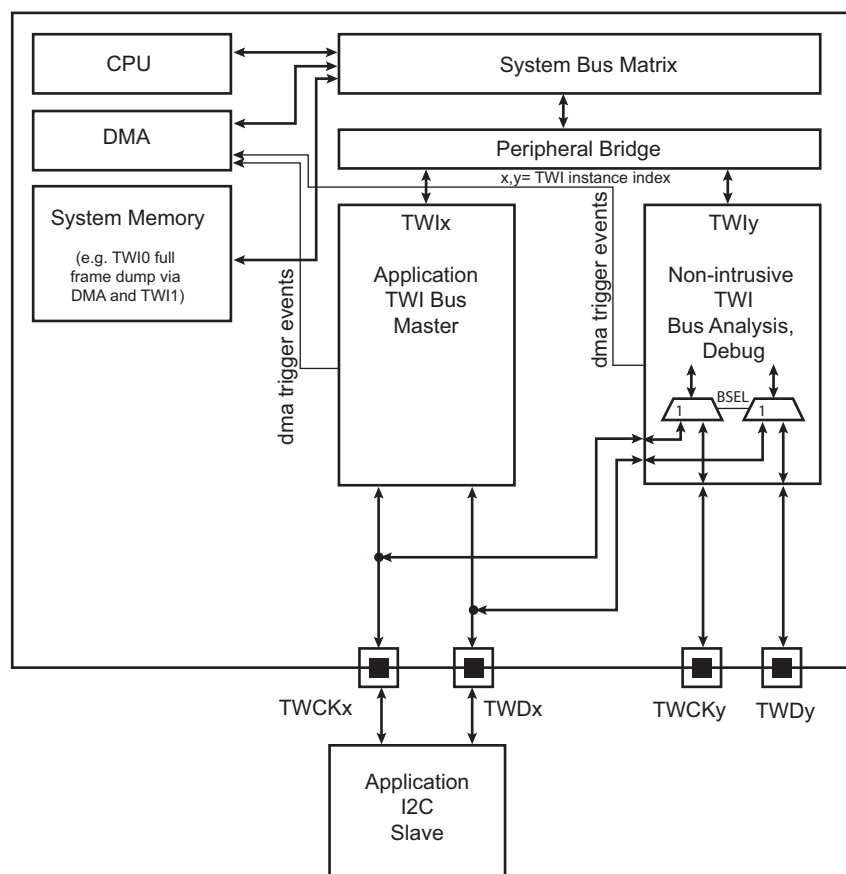 CPU
System Bus Matrix
DMA
Peripheral Bridge
x,y= TWI instance index
System Memory
(e.g. TWI0 full
frame dump via
DMA and TWI1)
TWIx
Application
TWI Bus
Master
TWIy
Non-intrusive
TWI
Bus Analysis,
Debug
dma trigger events
dma trigger events
BSEL
1
1
TWCKx
TWDx
TWCKy
TWDy
Application
I2C
Slave